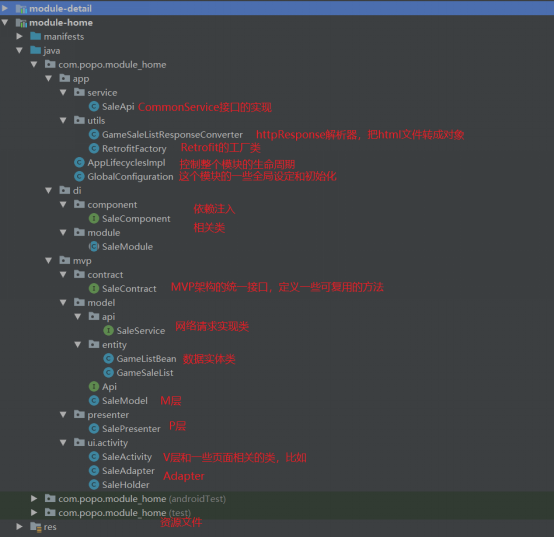 module-detail
module-home
manifests
java
com.popo.module_home
app
service
SaleApi CommonService接口的实现
utils
GameSaleListResponseConverter httpResponse解析器，把html文件转成对象
RetrofitFactory Retrofit的工厂类
AppLifecyclesImpl 控制整个模块的生命周期
GlobalConfiguration 这个模块的一些全局设定和初始化
di
component 依赖注入
SaleComponent
module 相关类
SaleModule
mvp
contract
SaleContract MVP架构的统一接口，定义一些可复用的方法
model
api
SaleService 网络请求实现类
entity
GameListBean 数据实体类
GameSaleList
Api
SaleModel M层
presenter
SalePresenter P层
ui.activity
SaleActivity V层和一些页面相关的类，比如
SaleAdapter Adapter
SaleHolder
com.popo.module_home (androidTest)
com.popo.module_home (test)
res 资源文件